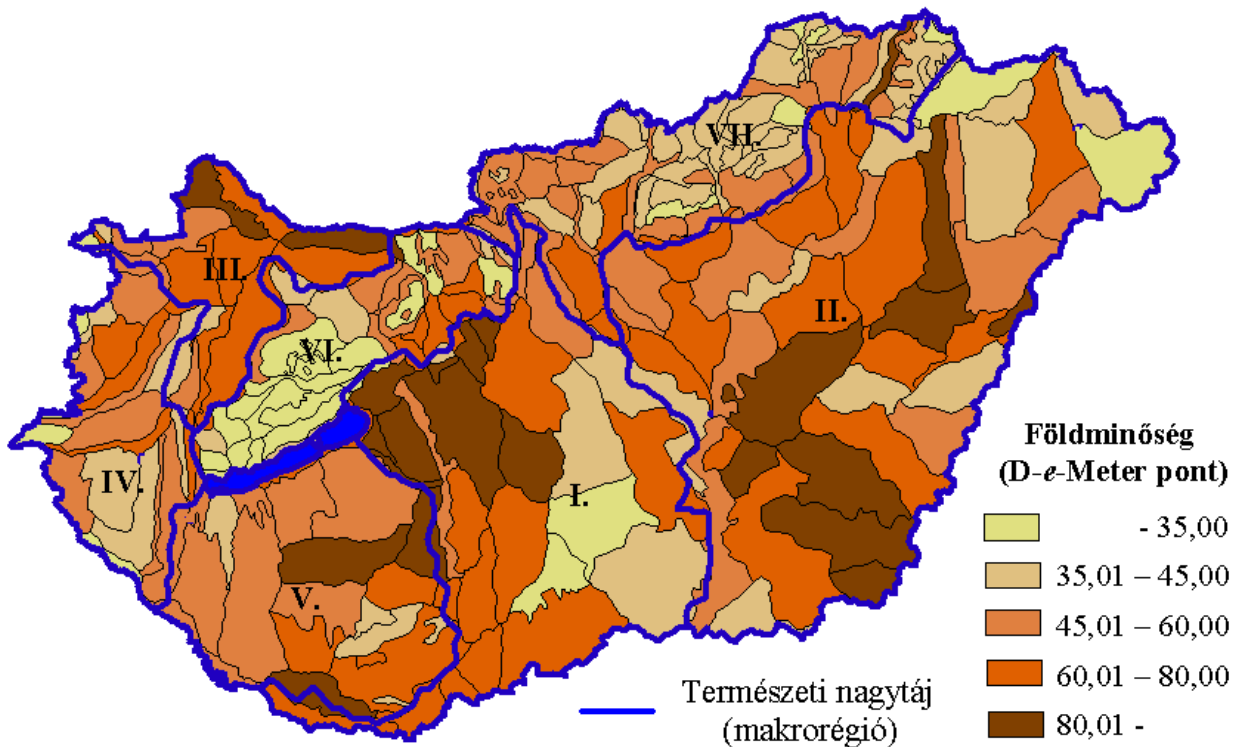 VII.
III.
II.
VI.
IV.
I.
V.
Földminőség
(D-e-Meter pont)
- 35,00
35,01 – 45,00
45,01 – 60,00
60,01 – 80,00
80,01 -
Természeti nagytáj
(makrorégió)